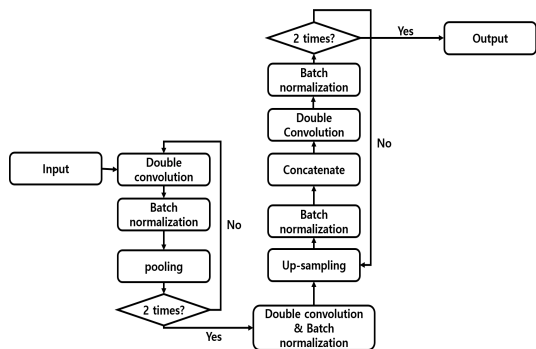 Input
Double
convolution
Batch
normalization
pooling
2 times?
No
Yes
Double convolution
& Batch
normalization
Up-sampling
Batch
normalization
Concatenate
Double
Convolution
Batch
normalization
2 times?
No
Yes
Output